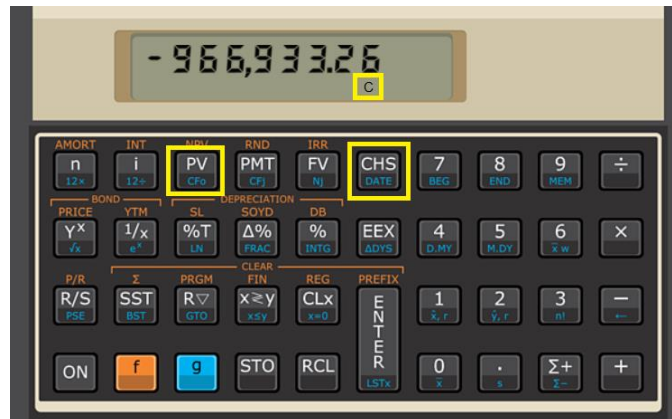 -966,933.26
C
AMORT INT NPV RND IRR
n i PV PMT FV CHS 7 8 9 ÷
12× 12÷ CFo CFj Nj DATE BEG END MEM
BOND DEPRECIATION
PRICE YTM SL SOYD DB
Yx 1/x %T Δ% % EEX 4 5 6 ×
√x ex LN FRAC INTG ΔDYS D.MY M.DY x̄ w
CLEAR
P/R Σ PRGM FIN REG PREFIX
R/S SST R▽ x≷y CLx ENTER 1 2 3 −
PSE BST GTO x≤y x=0 x̂, r ŷ, r n! ←
ON f g STO RCL 0 · Σ+ +
LSTx x̄ s Σ−